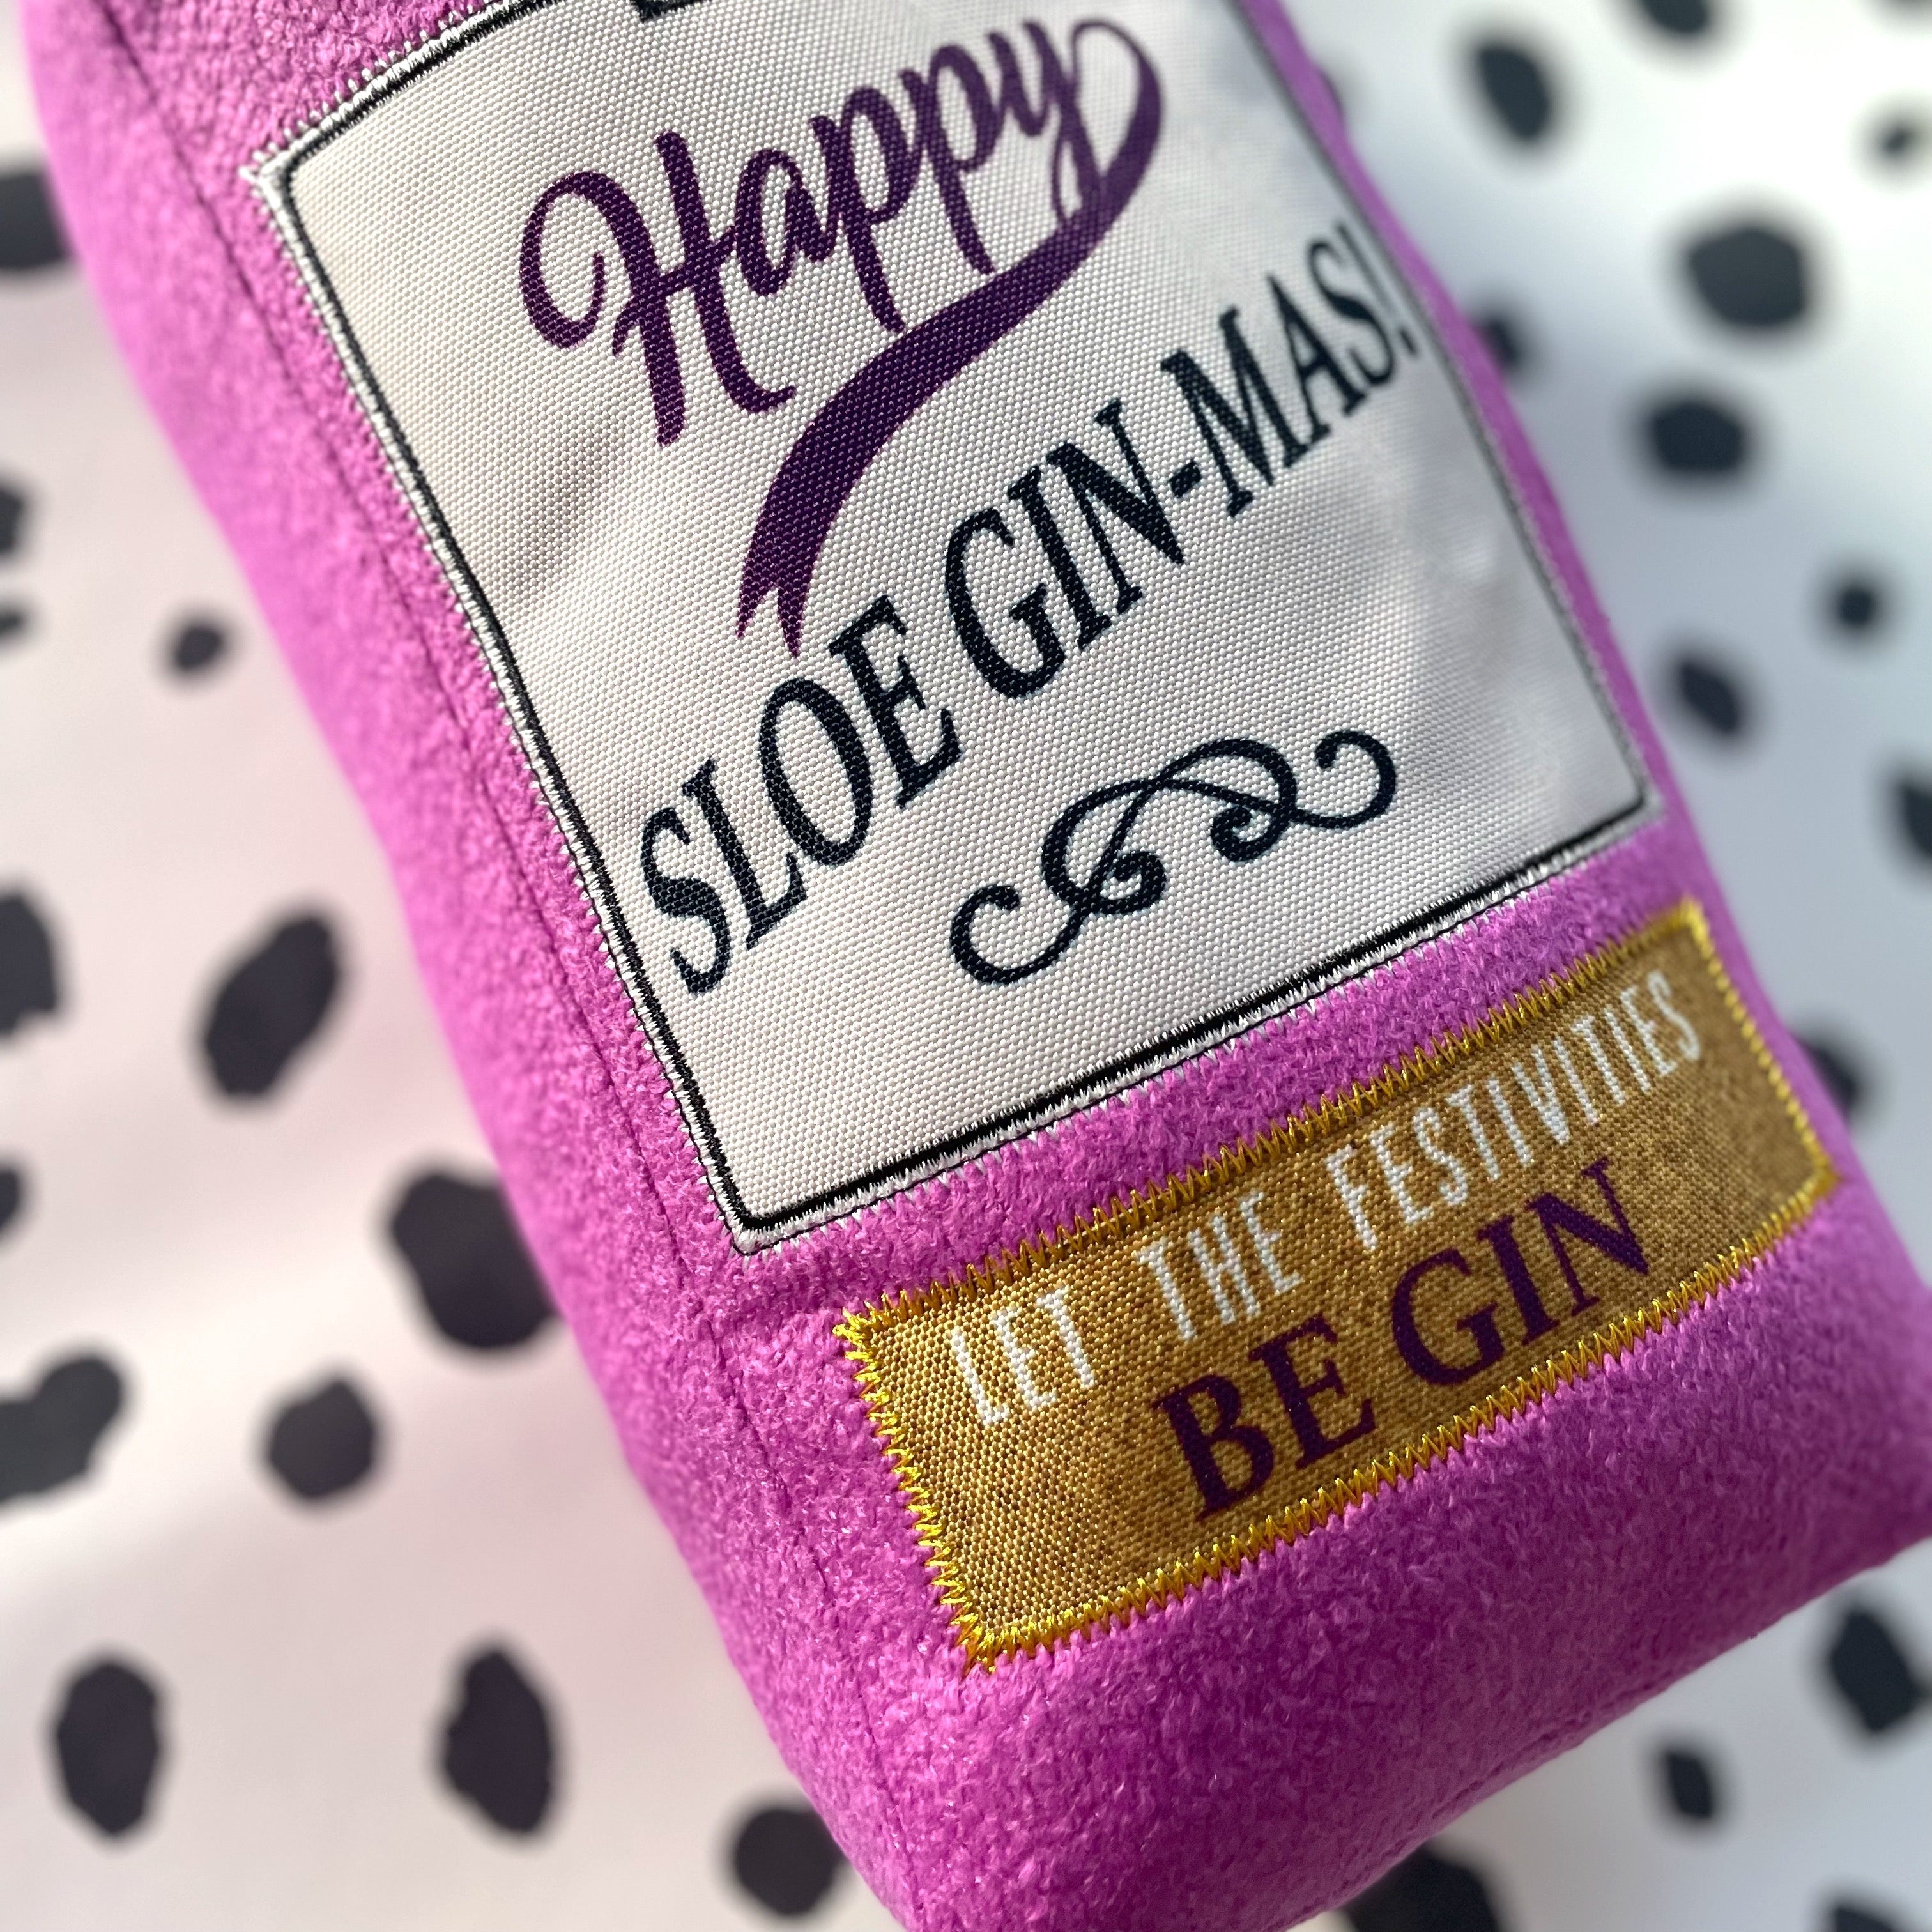 Happy
SLOE GIN-MAS!
LET THE FESTIVITIES
BE GIN